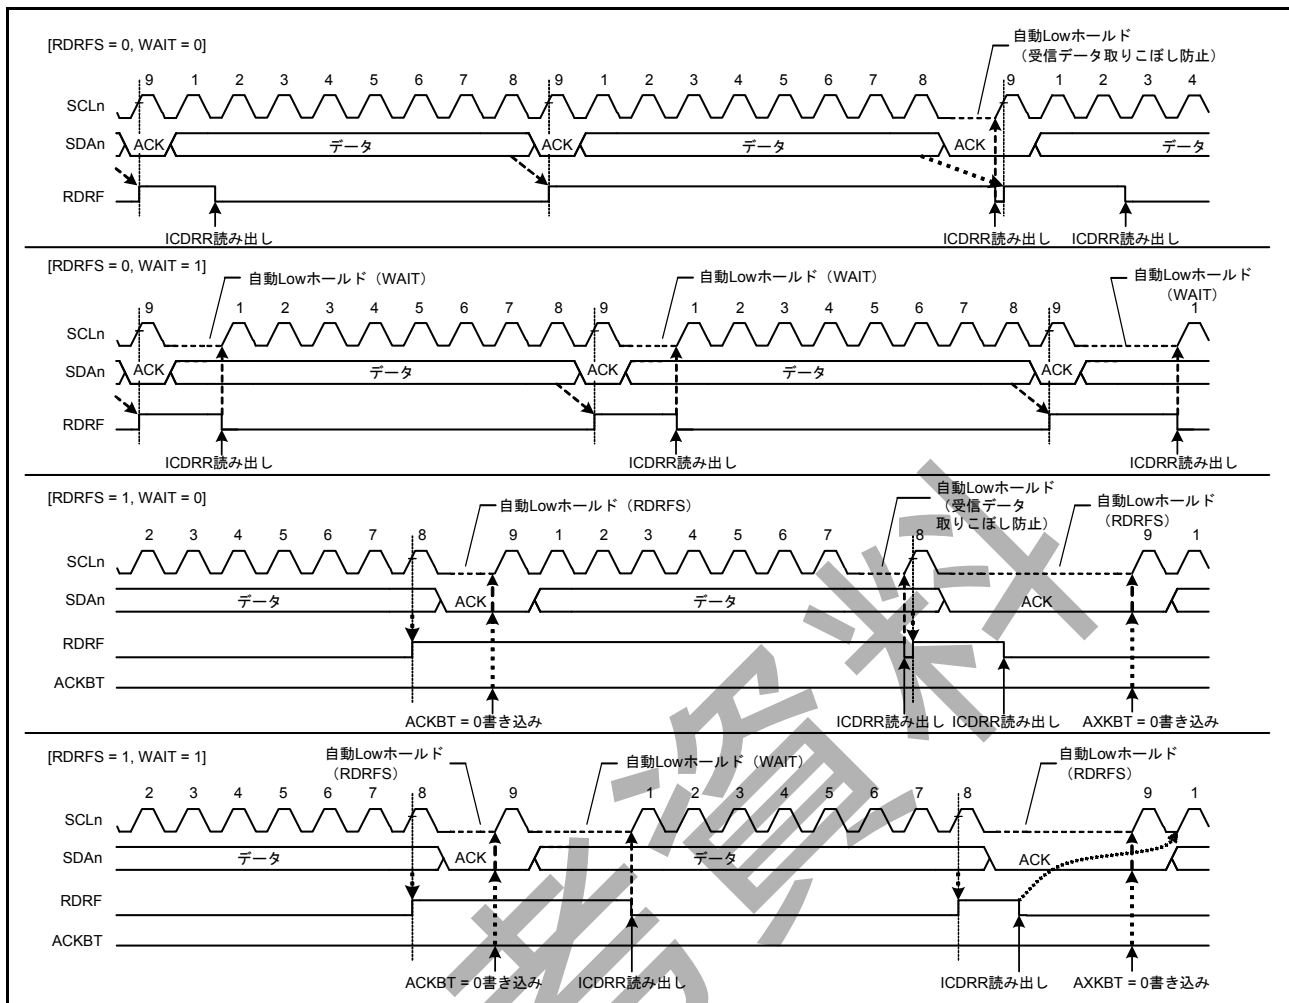 [RDRFS = 0, WAIT = 0]
自動Lowホールド
（受信データ取りこぼし防止）
9 1 2 3 4 5 6 7 8 9 1 2 3 4 5 6 7 8 9 1 2 3 4
SCLn
SDAn ACK データ ACK データ ACK データ
RDRF
ICDRR読み出し ICDRR読み出し ICDRR読み出し
[RDRFS = 0, WAIT = 1]
自動Lowホールド（WAIT） 自動Lowホールド（WAIT） 自動Lowホールド
（WAIT）
9 1 2 3 4 5 6 7 8 9 1 2 3 4 5 6 7 8 9 1
SCLn
SDAn ACK データ ACK データ ACK
RDRF
ICDRR読み出し ICDRR読み出し ICDRR読み出し
[RDRFS = 1, WAIT = 0]
自動Lowホールド（RDRFS） 自動Lowホールド
（受信データ
取りこぼし防止） 自動Lowホールド
（RDRFS）
2 3 4 5 6 7 8 9 1 2 3 4 5 6 7 8 9 1
SCLn
SDAn データ ACK データ ACK
RDRF
ACKBT
ACKBT = 0書き込み ICDRR読み出し ICDRR読み出し AXKBT = 0書き込み
[RDRFS = 1, WAIT = 1]
自動Lowホールド
（RDRFS） 自動Lowホールド（WAIT） 自動Lowホールド
（RDRFS）
2 3 4 5 6 7 8 9 1 2 3 4 5 6 7 8 9 1
SCLn
SDAn データ ACK データ ACK
RDRF
ACKBT
ACKBT = 0書き込み ICDRR読み出し ICDRR読み出し AXKBT = 0書き込み
考資料